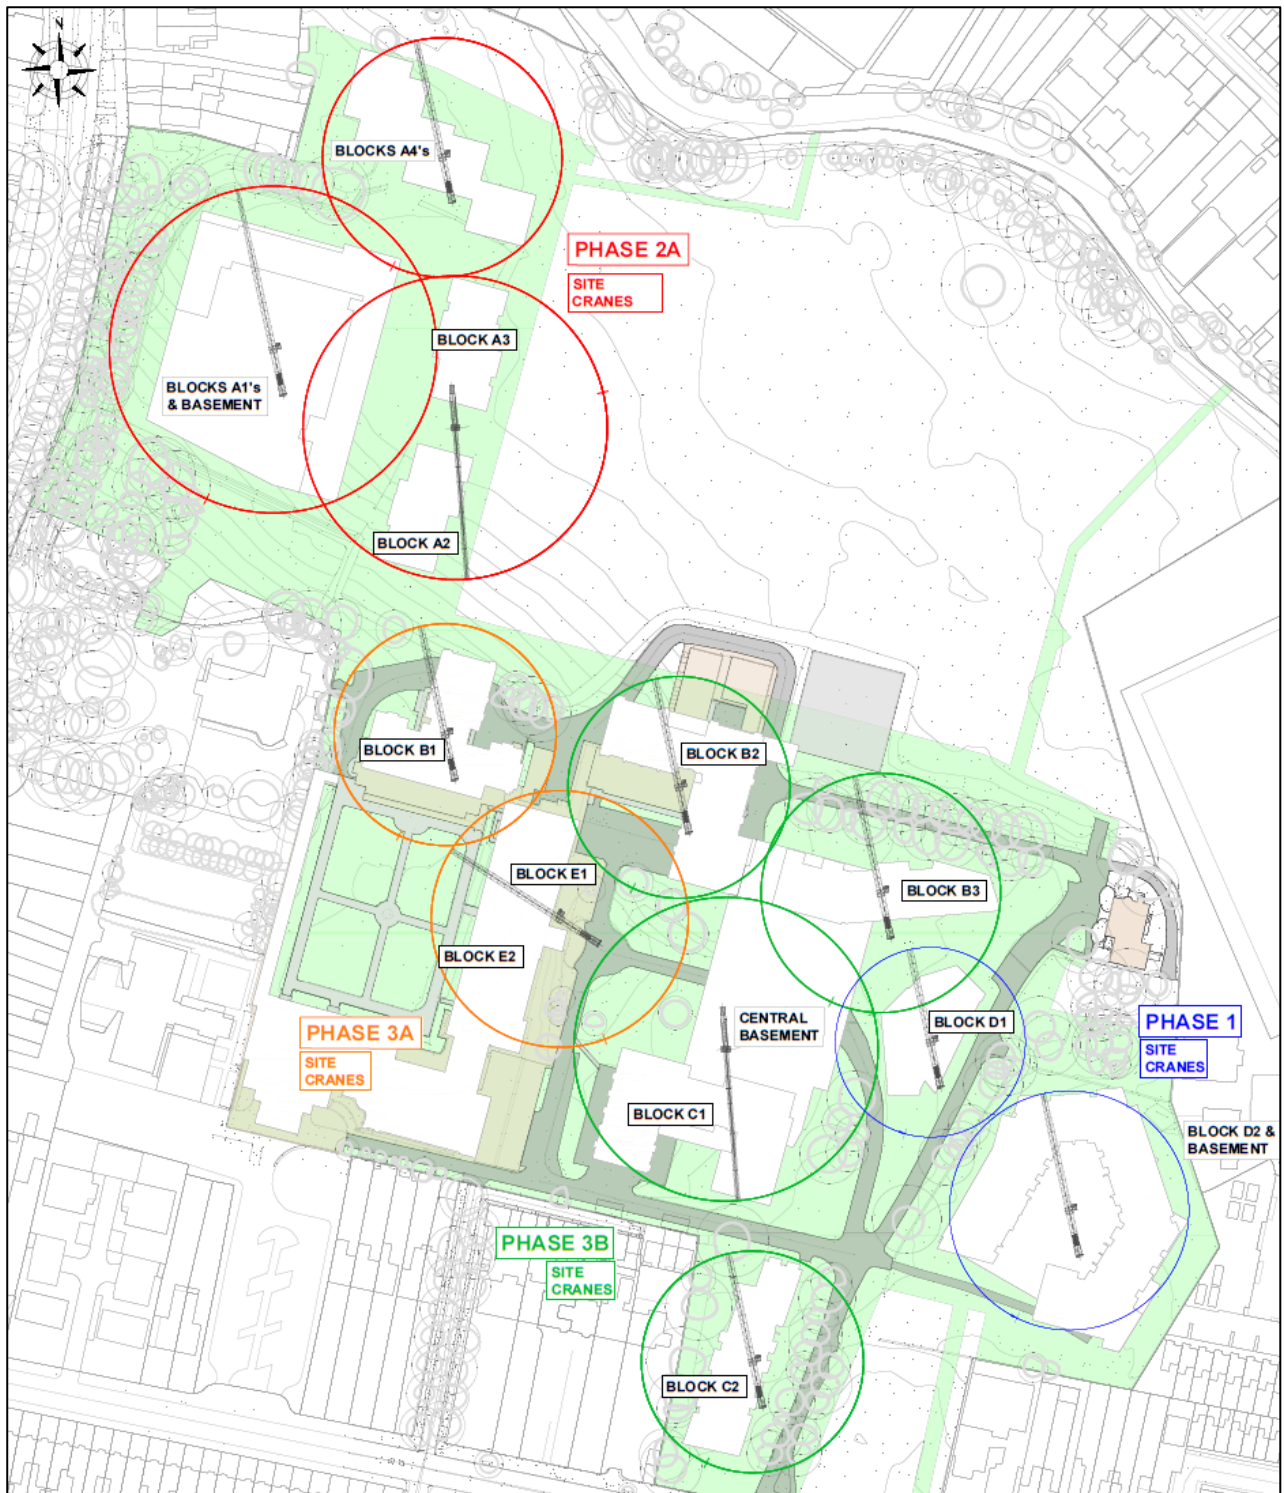 N
BLOCKS A4's
PHASE 2A
SITE
CRANES
BLOCK A3
BLOCKS A1's
& BASEMENT
BLOCK A2
BLOCK B1
BLOCK B2
BLOCK E1
BLOCK B3
BLOCK E2
PHASE 3A
SITE
CRANES
CENTRAL
BASEMENT
BLOCK D1
PHASE 1
SITE
CRANES
BLOCK C1
BLOCK D2 &
BASEMENT
PHASE 3B
SITE
CRANES
BLOCK C2